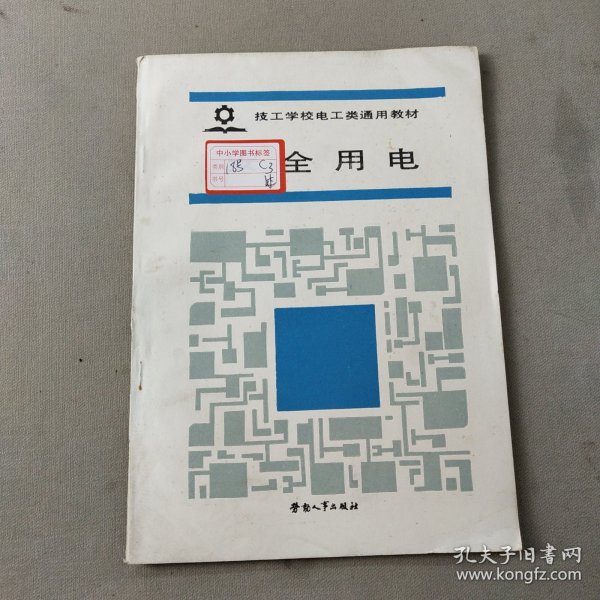 技工学校电工类通用教材
全用电
中小学图书标签
类别 185 C3
书号
劳动人事出版社
孔夫子旧书网
www.kongfz.com